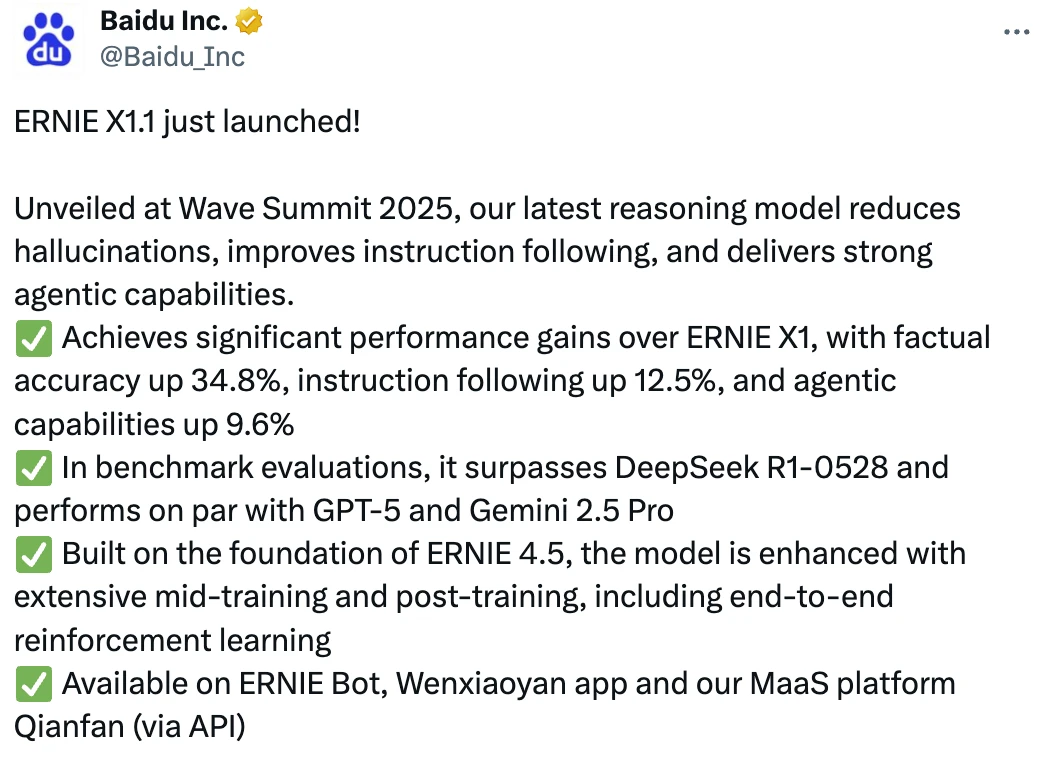 Baidu Inc.
@Baidu_Inc
ERNIE X1.1 just launched!
Unveiled at Wave Summit 2025, our latest reasoning model reduces
hallucinations, improves instruction following, and delivers strong
agentic capabilities.
✅ Achieves significant performance gains over ERNIE X1, with factual
accuracy up 34.8%, instruction following up 12.5%, and agentic
capabilities up 9.6%
✅ In benchmark evaluations, it surpasses DeepSeek R1-0528 and
performs on par with GPT-5 and Gemini 2.5 Pro
✅ Built on the foundation of ERNIE 4.5, the model is enhanced with
extensive mid-training and post-training, including end-to-end
reinforcement learning
✅ Available on ERNIE Bot, Wenxiaoyan app and our MaaS platform
Qianfan (via API)
du